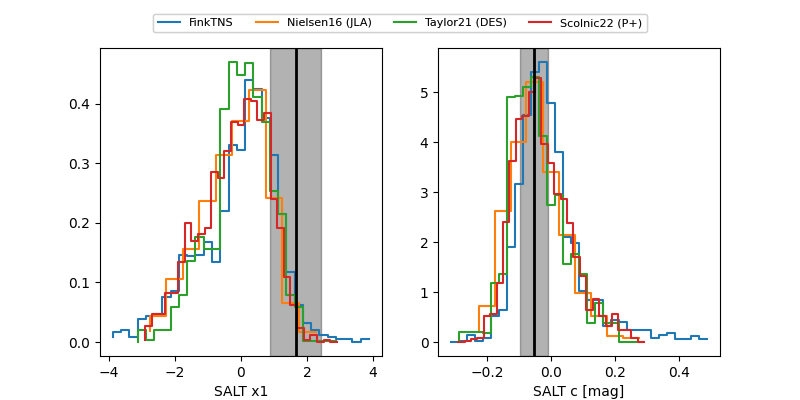 FinkTNS Nielsen16 (JLA) Taylor21 (DES) Scolnic22 (P+)
0.4
0.3
0.2
0.1
0.0
−4 −2 0 2 4
SALT x1
5
4
3
2
1
0
−0.2 0.0 0.2 0.4
SALT c [mag]